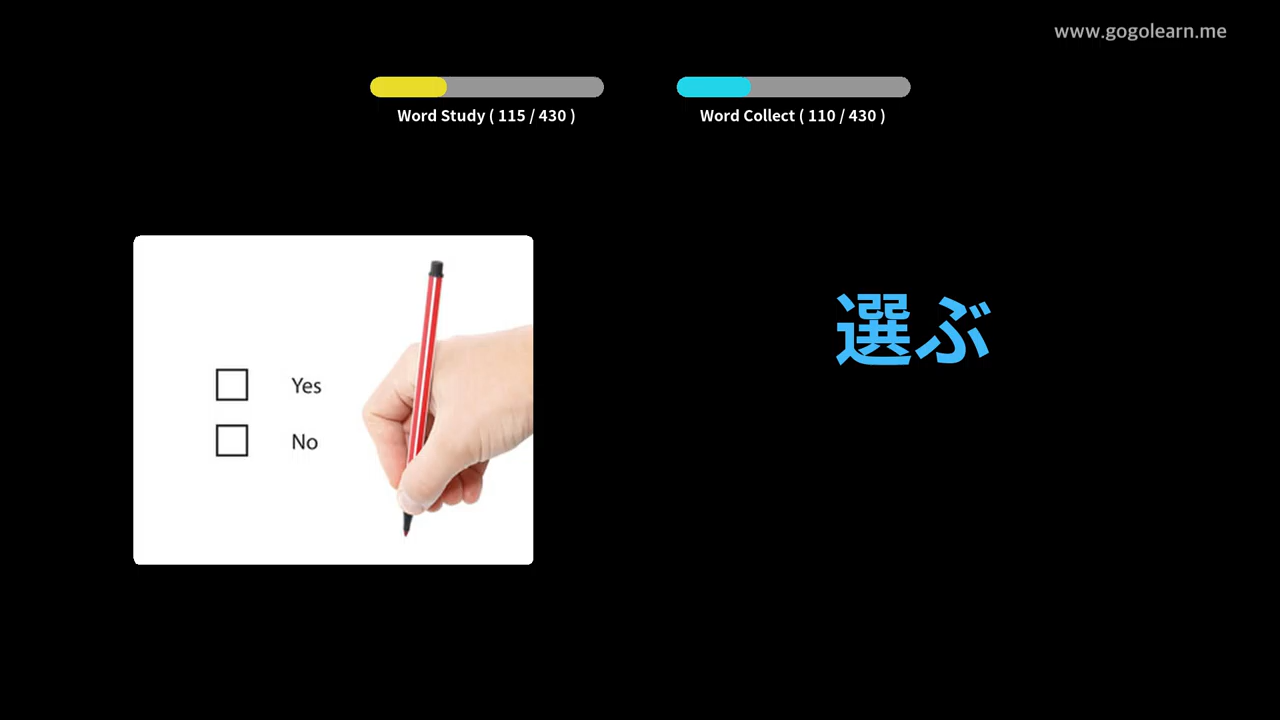 www.gogolearn.me
Word Study ( 115 / 430 )
Word Collect ( 110 / 430 )
選ぶ
Yes
No